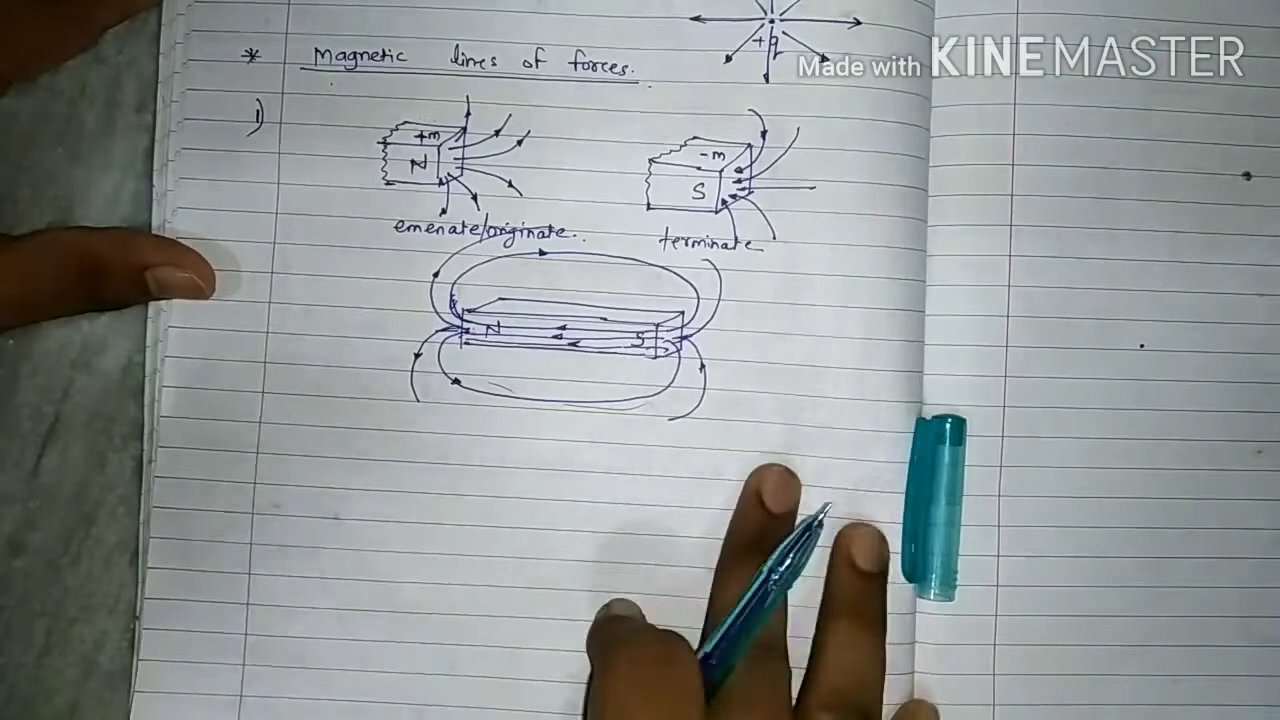 +q
Made with KINEMASTER
* Magnetic lines of forces.
1)
+m
N
-m
S
emenate/originate.
terminate
N S